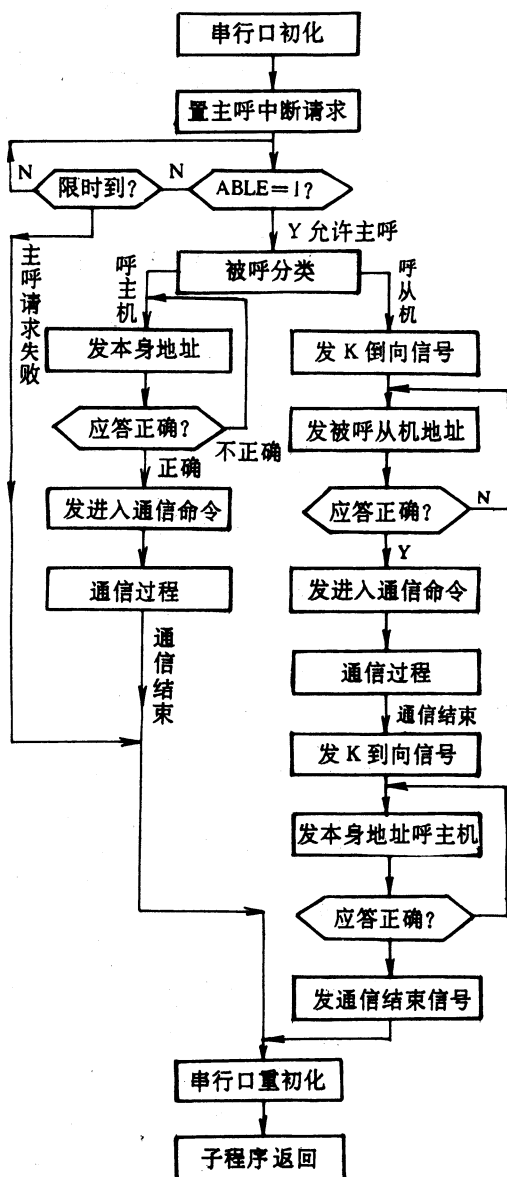 串行口初化
置主呼中断请求
N
限时到?
N
ABLE=1?
Y 允许主呼
主呼请求失败
呼主机
被呼分类
呼从机
发本身地址
发 K 倒向信号
应答正确?
不正确
正确
发被呼从机地址
发进入通信命令
应答正确?
N
Y
通信过程
发进入通信命令
通信结束
通信过程
通信结束
发 K 到向信号
发本身地址呼主机
应答正确?
发通信结束信号
串行口重初化
子程序返回